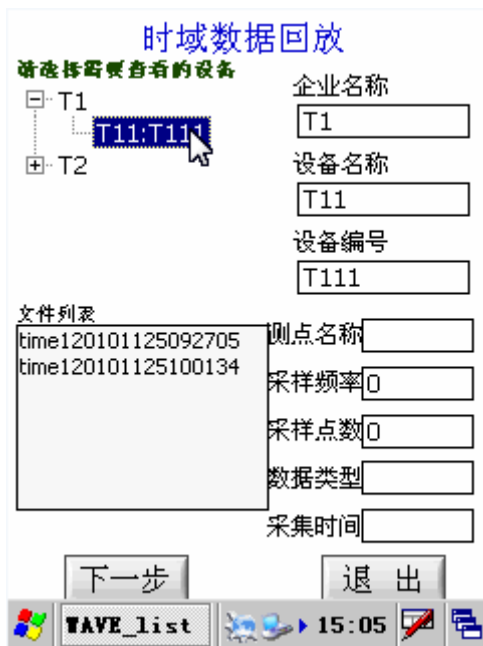 时域数据回放
请选择需要查看的设备
T1
T11:T111
T2
企业名称
T1
设备名称
T11
设备编号
T111
文件列表
time120101125092705
time120101125100134
测点名称
采样频率 0
采样点数 0
数据类型
采集时间
下一步
退 出
WAVE_list
15:05